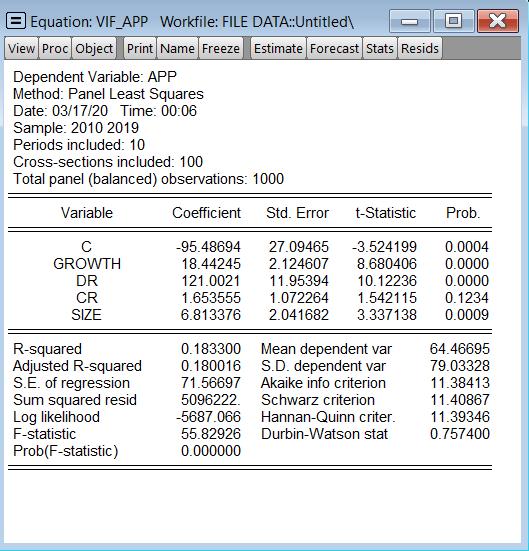 Equation: VIF_APP Workfile: FILE DATA::Untitled\
View Proc Object Print Name Freeze Estimate Forecast Stats Resids
Dependent Variable: APP
Method: Panel Least Squares
Date: 03/17/20 Time: 00:06
Sample: 2010 2019
Periods included: 10
Cross-sections included: 100
Total panel (balanced) observations: 1000
Variable Coefficient Std. Error t-Statistic Prob.
C -95.48694 27.09465 -3.524199 0.0004
GROWTH 18.44245 2.124607 8.680406 0.0000
DR 121.0021 11.95394 10.12236 0.0000
CR 1.653555 1.072264 1.542115 0.1234
SIZE 6.813376 2.041682 3.337138 0.0009
R-squared 0.183300 Mean dependent var 64.46695
Adjusted R-squared 0.180016 S.D. dependent var 79.03328
S.E. of regression 71.56697 Akaike info criterion 11.38413
Sum squared resid 5096222. Schwarz criterion 11.40867
Log likelihood -5687.066 Hannan-Quinn criter. 11.39346
F-statistic 55.82926 Durbin-Watson stat 0.757400
Prob(F-statistic) 0.000000